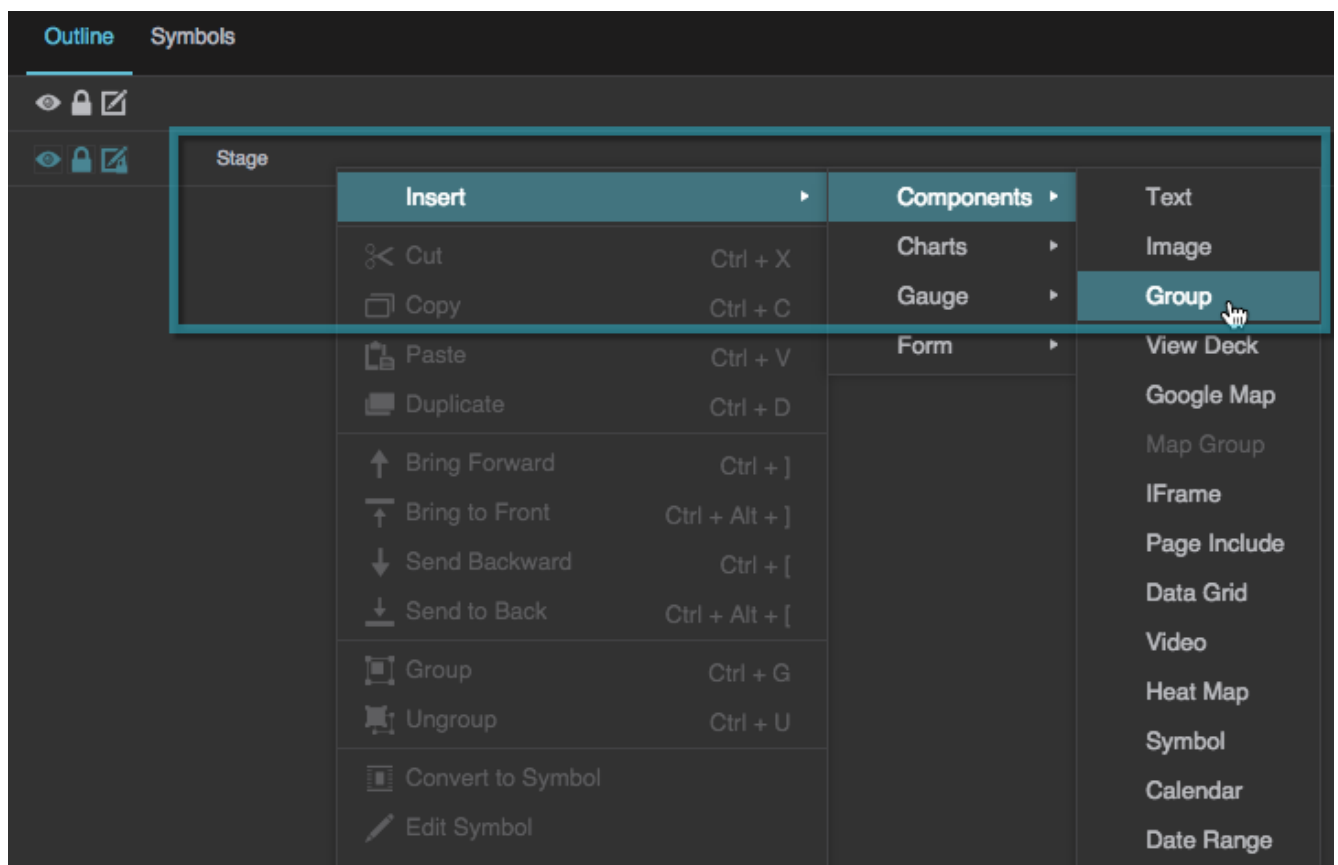 Outline Symbols
Stage
Insert
Cut Ctrl + X
Copy Ctrl + C
Paste Ctrl + V
Duplicate Ctrl + D
Bring Forward Ctrl + ]
Bring to Front Ctrl + Alt + ]
Send Backward Ctrl + [
Send to Back Ctrl + Alt + [
Group Ctrl + G
Ungroup Ctrl + U
Convert to Symbol
Edit Symbol
Components
Charts
Gauge
Form
Text
Image
Group
View Deck
Google Map
Map Group
IFrame
Page Include
Data Grid
Video
Heat Map
Symbol
Calendar
Date Range